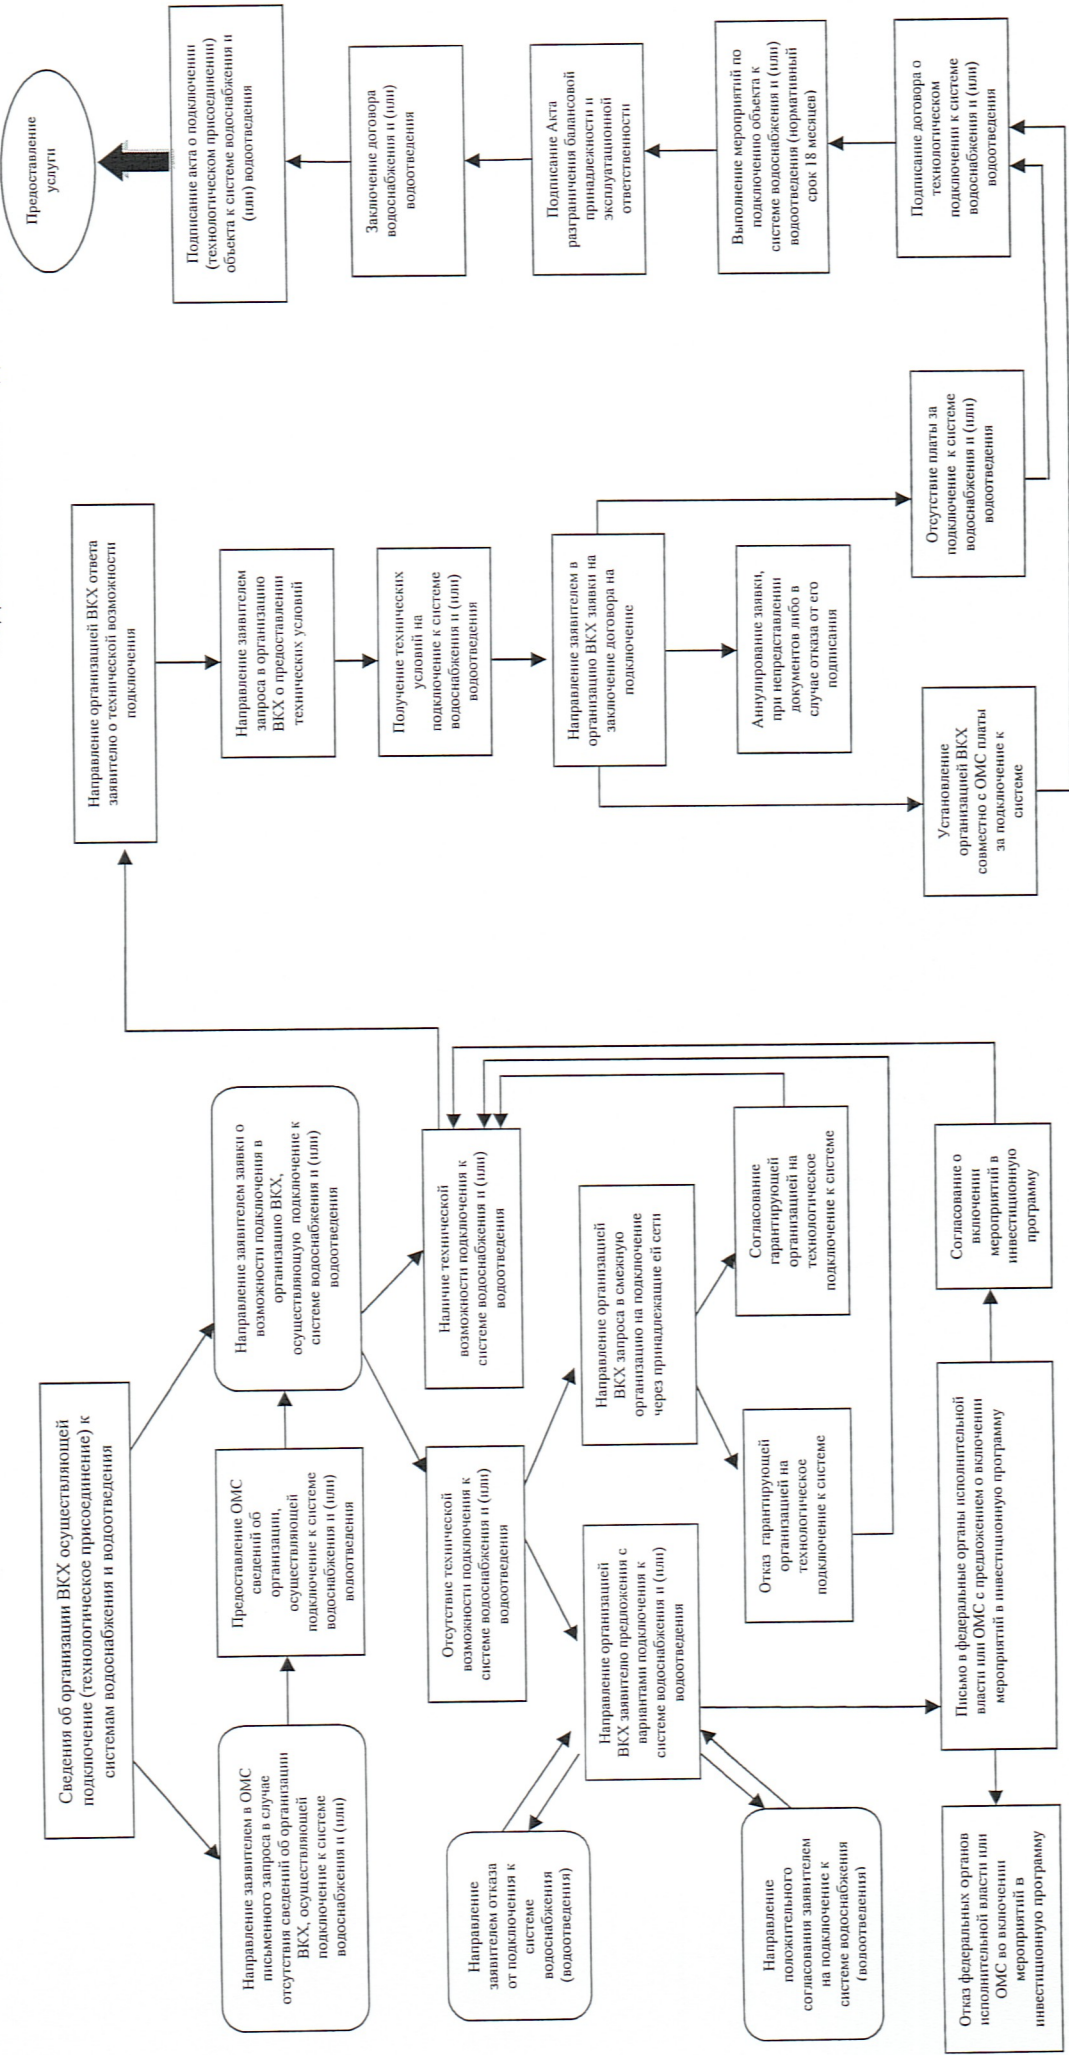 Сведения об организации ВКХ осуществляющей
подключение (технологическое присоединение) к
системам водоснабжения и водоотведения
Направление заявителем в ОМС
письменного запроса в случае
отсутствия сведений об организации
ВКХ, осуществляющей
подключение к системе
водоснабжения и (или)
Предоставление ОМС
сведений об
организации,
осуществляющей
подключение к системе
водоснабжения и (или)
водоотведения
Направление заявителем заявки о
возможности подключения в
организацию ВКХ,
осуществляющую подключение к
системе водоснабжения и (или)
водоотведения
Отсутствие технической
возможности подключения к
системе водоснабжения и (или)
водоотведения
Наличие технической
возможности подключения к
системе водоснабжения и (или)
водоотведения
Направление
заявителем отказа
от подключения к
системе
водоснабжения
(водоотведения)
Направление организацией
ВКХ заявителю предложения с
вариантами подключения к
системе водоснабжения и (или)
водоотведения
Направление организацией
ВКХ запроса в смежную
организацию на подключение
через принадлежащие ей сети
Направление
положительного
согласования заявителем
на подключение к
системе водоснабжения
(водоотведения)
Отказ гарантирующей
организацией на
технологическое
подключение к системе
Согласование
гарантирующей
организацией на
технологическое
подключение к системе
Отказ федеральных органов
исполнительной власти или
ОМС во включении
мероприятий в
инвестиционную программу
Письмо в федеральные органы исполнительной
власти или ОМС с предложением о включении
мероприятий в инвестиционную программу
Согласование о
включении
мероприятий в
инвестиционную
программу
Направление организацией ВКХ ответа
заявителю о технической возможности
подключения
Направление заявителем
запроса в организацию
ВКХ о предоставлении
технических условий
Получение технических
условий на
подключение к системе
водоснабжения и (или)
водоотведения
Направление заявителем в
организацию ВКХ заявки на
заключение договора на
подключение
Аннулирование заявки,
при непредставлении
документов либо в
случае отказа от его
подписания
Установление
организацией ВКХ
совместно с ОМС платы
за подключение к
системе
Отсутствие платы за
подключение к системе
водоснабжения и (или)
водоотведения
Предоставление
услуги
Подписание акта о подключении
(технологическом присоединении)
объекта к системе водоснабжения и
(или) водоотведения
Заключение договора
водоснабжения и (или)
водоотведения
Подписание Акта
разграничения балансовой
принадлежности и
эксплуатационной
ответственности
Выполнение мероприятий по
подключению объекта к
системе водоснабжения и (или)
водоотведения (нормативный
срок 18 месяцев)
Подписание договора о
технологическом
подключении к системе
водоснабжения и (или)
водоотведения